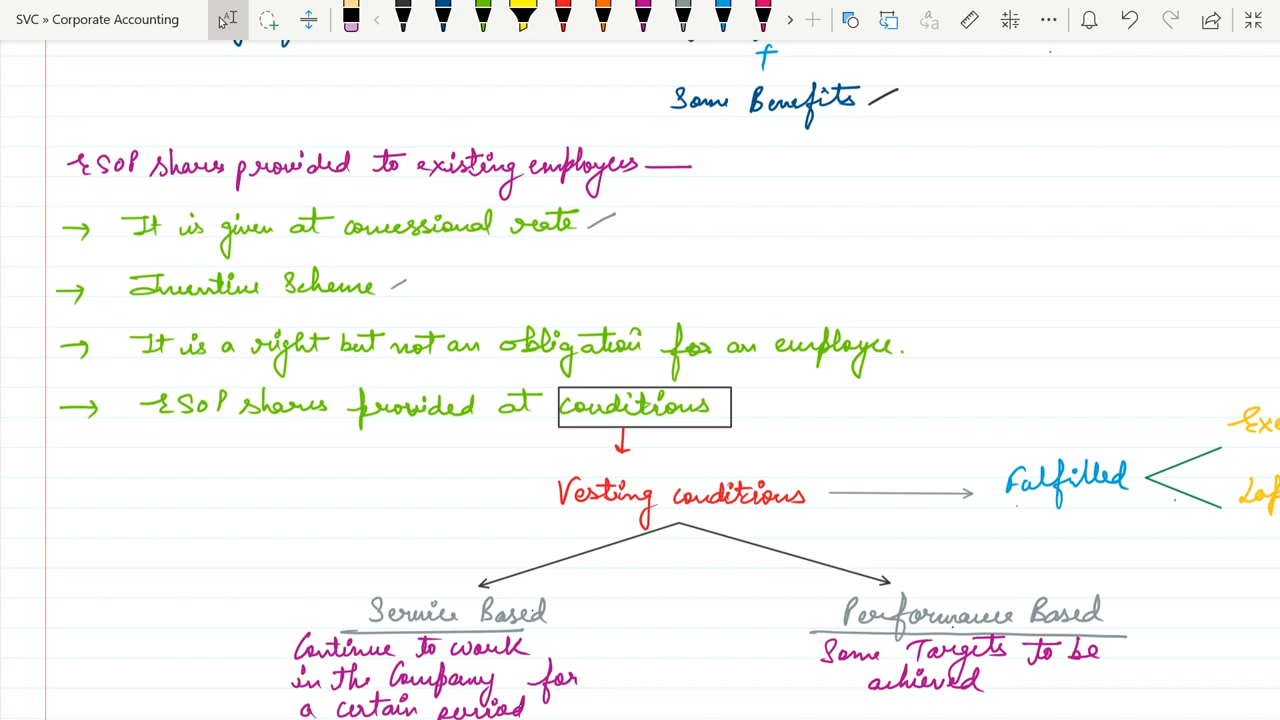 SVC » Corporate Accounting
Some Benefits
ESOP shares provided to existing employees
→ It is given at concessional rate
→ Incentive Scheme
→ It is a right but not an obligation for an employee.
→ ESOP shares provided at conditions
Vesting conditions → Fulfilled
Service Based
Continue to work
in the Company for
a certain period
Performance Based
Some Targets to be
achieved